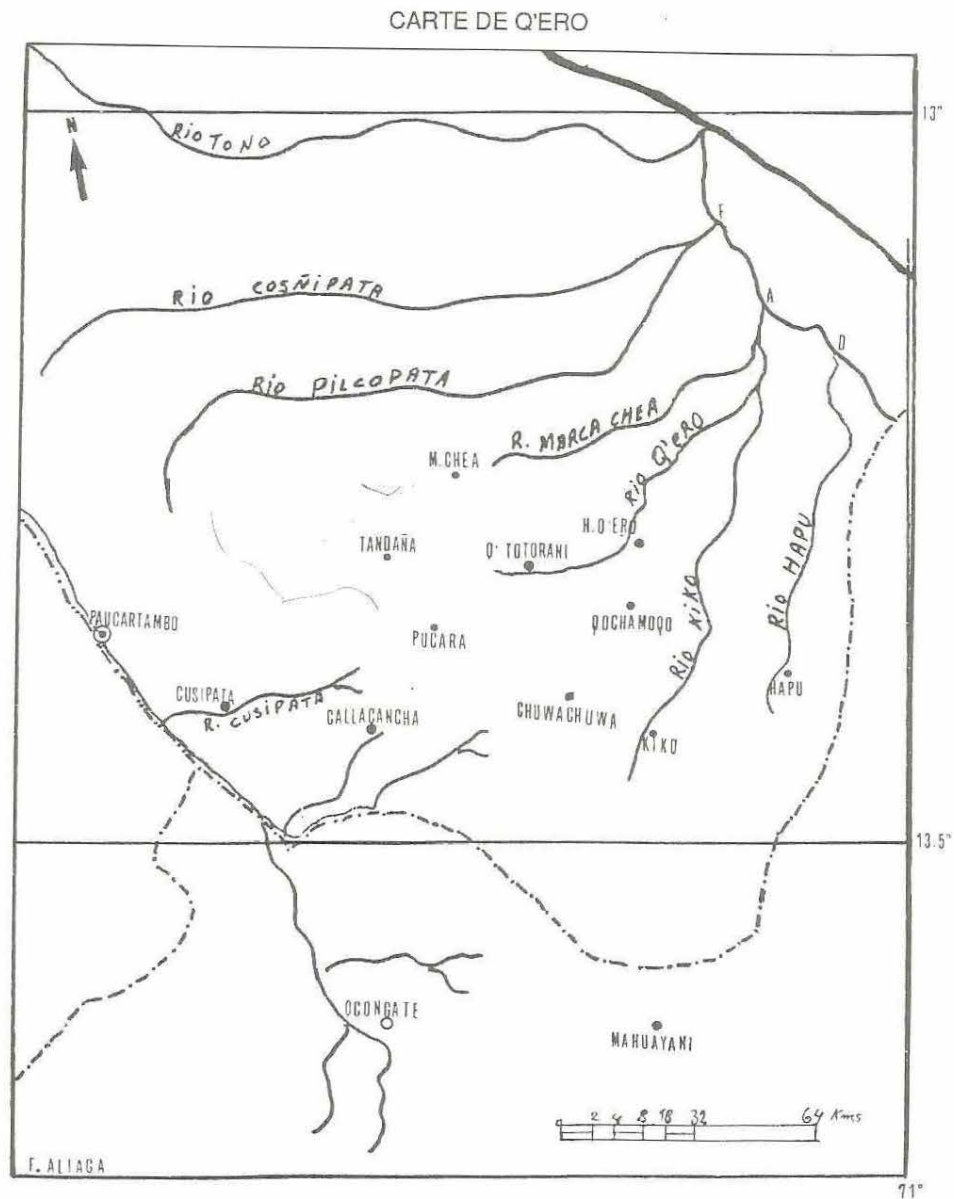 CARTE DE Q'ERO
13°
N
RIO TONO
F
RIO COSÑIPATA
A
D
RIO PILCOPATA
R. MARCA CHEA
M.CHEA
RIO Q'ERO
H.Q'ERO
TANDAÑA
Q'TOTORANI
RIO KIKO
RIO HAPU
PAUCARTAMBO
PUCARA
QOCHAMOQO
CUSIPATA
R. CUSIPATA
CALLACANCHA
CHUWACHUWA
HAPU
KIKO
13.5°
OCONGATE
MAHUAYANI
0 2 4 8 16 32 64 Kms
F. ALIAGA
71°